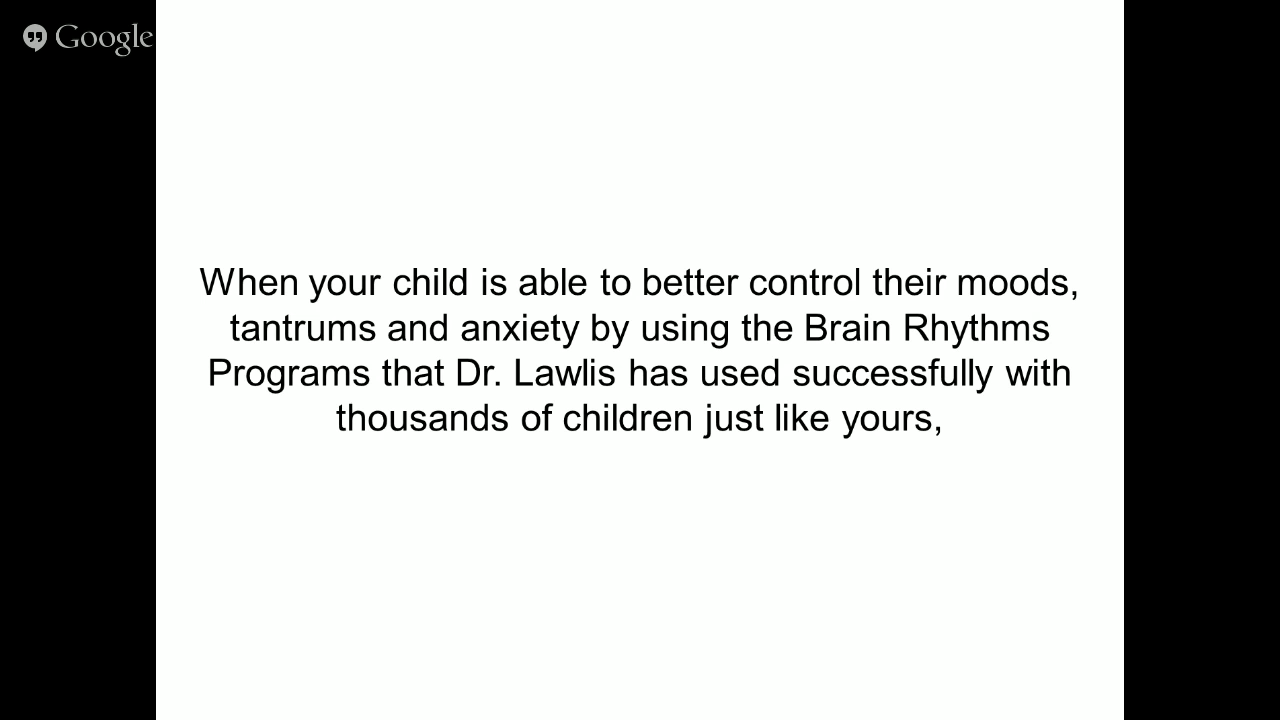 Google
When your child is able to better control their moods,
tantrums and anxiety by using the Brain Rhythms
Programs that Dr. Lawlis has used successfully with
thousands of children just like yours,